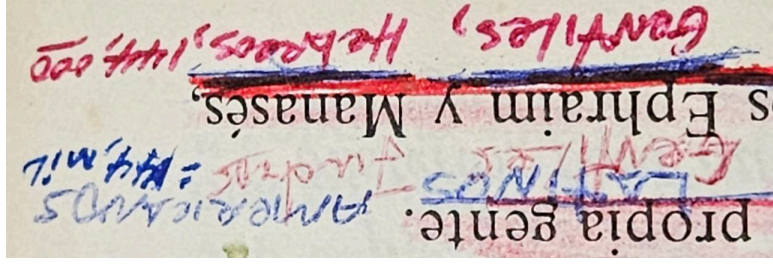 propia gente.
LATINOS AMERICANOS
GENTILES = 144,mil
s Ephraim y Manasés,
Gentiles, Hebreos, 144,000